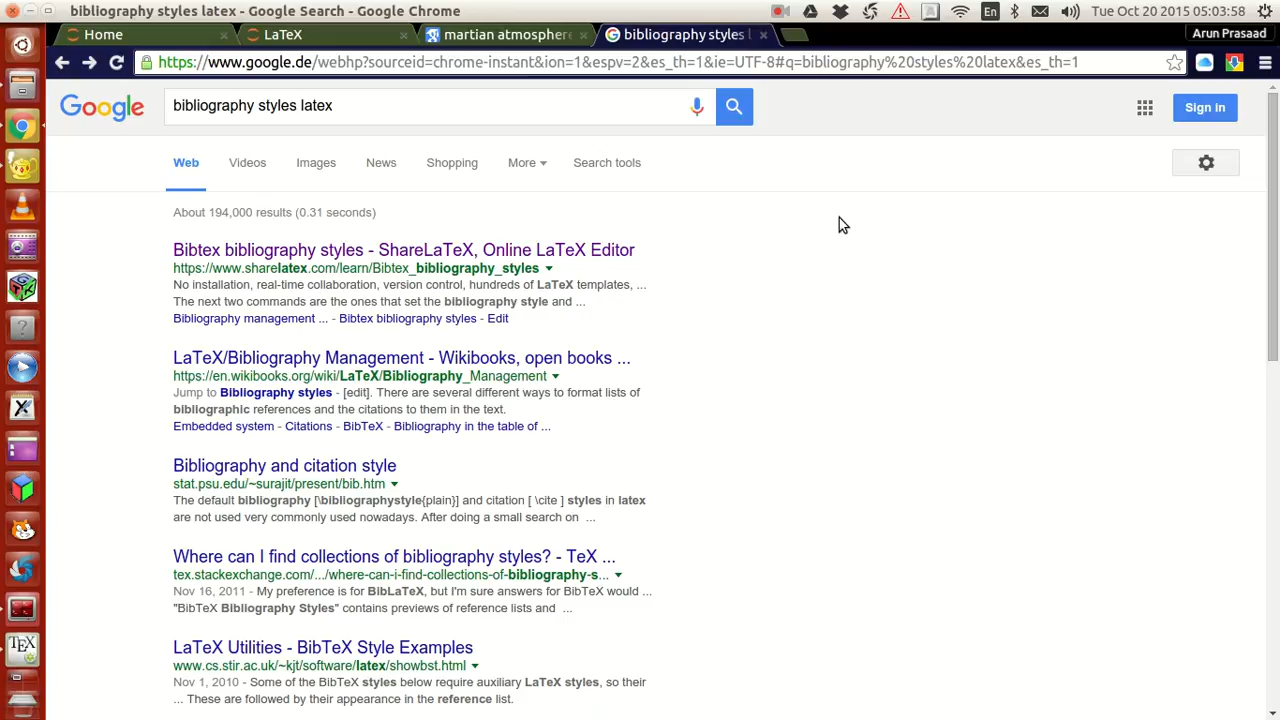 bibliography styles latex - Google Search - Google Chrome
En
Tue Oct 20 2015 05:03:58
Home
LaTeX
martian atmosphere
bibliography styles l
Arun Prasaad
https://www.google.de/webhp?sourceid=chrome-instant&ion=1&espv=2&es_th=1&ie=UTF-8#q=bibliography%20styles%20latex&es_th=1
Google
bibliography styles latex
Sign in
Web
Videos
Images
News
Shopping
More
Search tools
About 194,000 results (0.31 seconds)
Bibtex bibliography styles - ShareLaTeX, Online LaTeX Editor
https://www.sharelatex.com/learn/Bibtex_bibliography_styles
No installation, real-time collaboration, version control, hundreds of LaTeX templates, ...
The next two commands are the ones that set the bibliography style and ...
Bibliography management ... - Bibtex bibliography styles - Edit
LaTeX/Bibliography Management - Wikibooks, open books ...
https://en.wikibooks.org/wiki/LaTeX/Bibliography_Management
Jump to Bibliography styles - [edit]. There are several different ways to format lists of
bibliographic references and the citations to them in the text.
Embedded system - Citations - BibTeX - Bibliography in the table of ...
Bibliography and citation style
stat.psu.edu/~surajit/present/bib.htm
The default bibliography [\bibliographystyle{plain}] and citation [ \cite ] styles in latex
are not used very commonly used nowadays. After doing a small search on ...
Where can I find collections of bibliography styles? - TeX ...
tex.stackexchange.com/.../where-can-i-find-collections-of-bibliography-s...
Nov 16, 2011 - My preference is for BibLaTeX, but I'm sure answers for BibTeX would ...
"BibTeX Bibliography Styles" contains previews of reference lists and ...
LaTeX Utilities - BibTeX Style Examples
www.cs.stir.ac.uk/~kjt/software/latex/showbst.html
Nov 1, 2010 - Some of the BibTeX styles below require auxiliary LaTeX styles, so their
... These are followed by their appearance in the reference list.
TEX